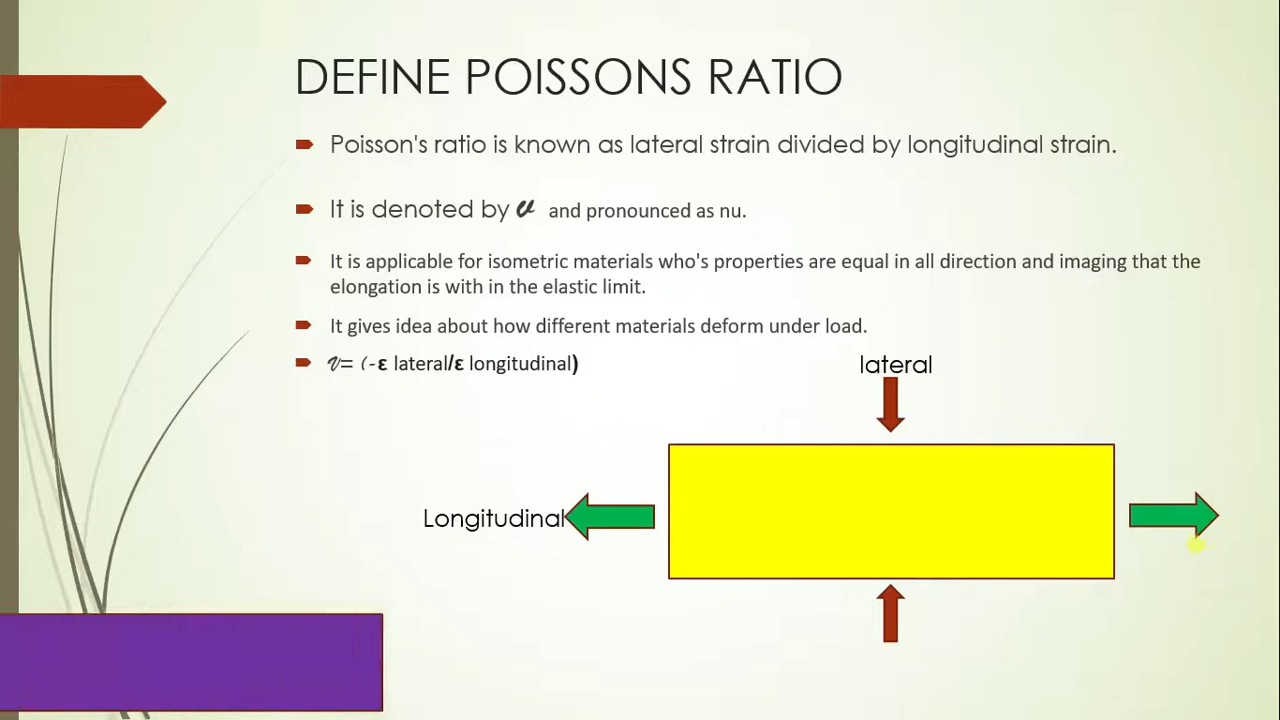 DEFINE POISSONS RATIO
Poisson's ratio is known as lateral strain divided by longitudinal strain.
It is denoted by 𝓋 and pronounced as nu.
It is applicable for isometric materials who's properties are equal in all direction and imaging that the
elongation is with in the elastic limit.
It gives idea about how different materials deform under load.
𝓋= (-ε lateral/ε longitudinal)
lateral
Longitudinal